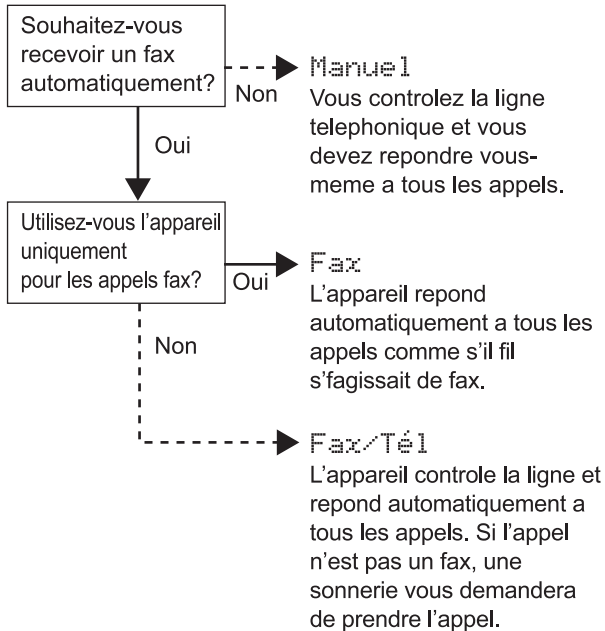 Souhaitez-vous
recevoir un fax
automatiquement?
Non
Manuel
Vous controlez la ligne
telephonique et vous
devez repondre vous-
meme a tous les appels.
Oui
Utilisez-vous l'appareil
uniquement
pour les appels fax?
Oui
Fax
L'appareil repond
automatiquement a tous les
appels comme s'il fil
s'fagissait de fax.
Non
Fax/Tél
L'appareil controle la ligne et
repond automatiquement a
tous les appels. Si l'appel
n'est pas un fax, une
sonnerie vous demandera
de prendre l'appel.